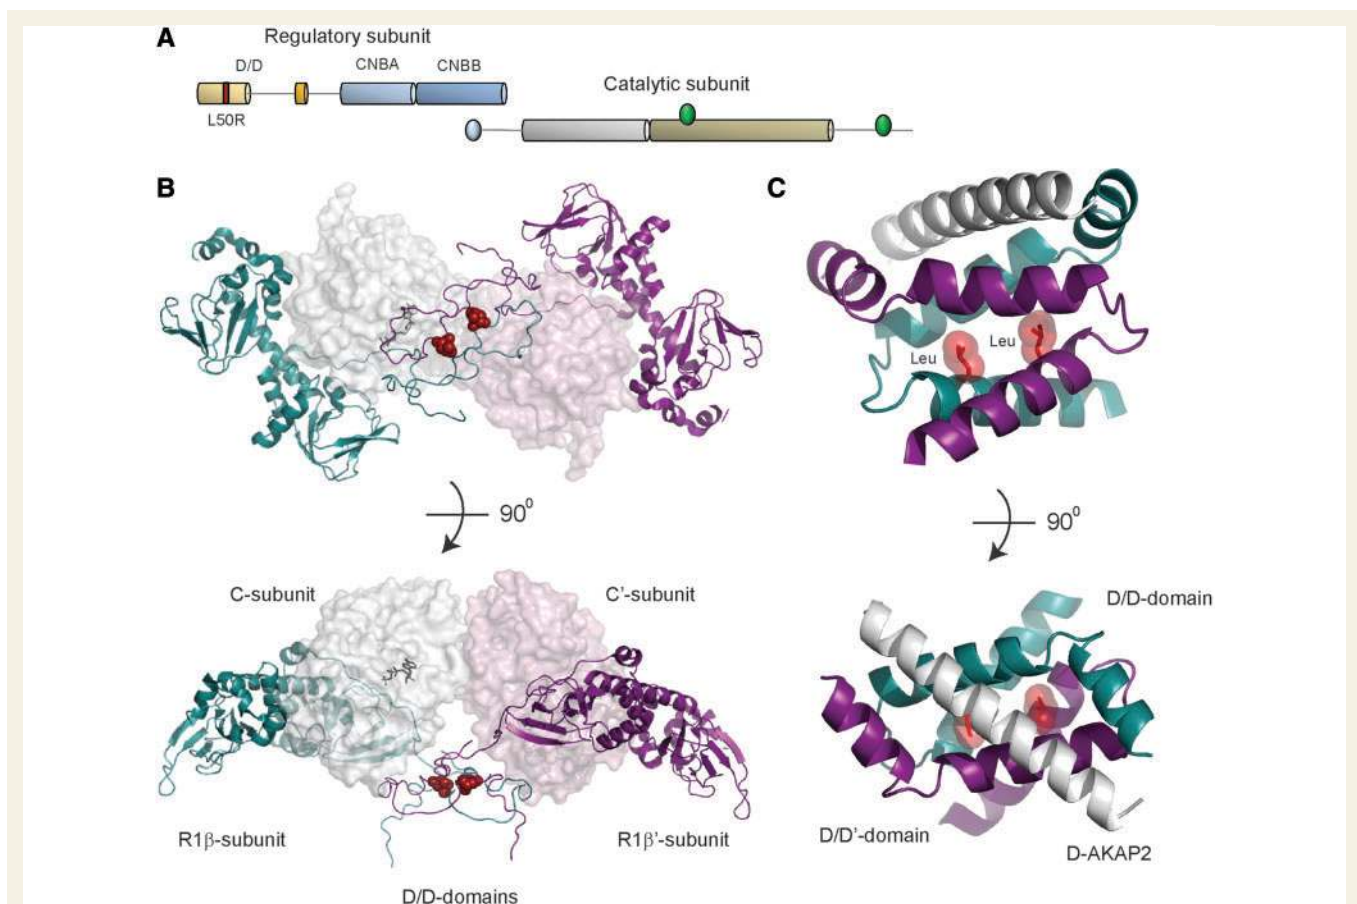 A
Regulatory subunit
D/D
CNBA
CNBB
L50R
Catalytic subunit
B
C
Leu
Leu
90⁰
90⁰
C-subunit
C'-subunit
R1β-subunit
R1β'-subunit
D/D-domains
D/D-domain
D/D'-domain
D-AKAP2